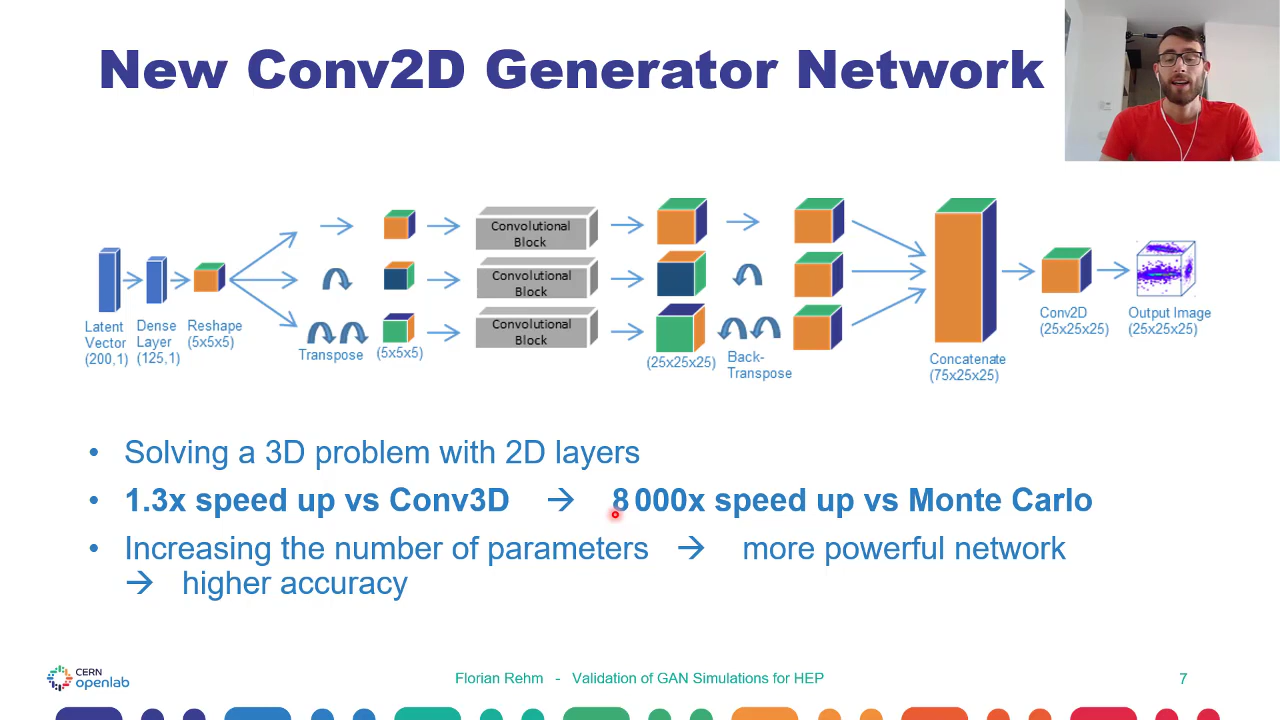 New Conv2D Generator Network
Latent
Vector
(200,1)
Dense
Layer
(125,1)
Reshape
(5x5x5)
Transpose
(5x5x5)
Convolutional
Block
Convolutional
Block
Convolutional
Block
(25x25x25)
Back-
Transpose
Concatenate
(75x25x25)
Conv2D
(25x25x25)
Output Image
(25x25x25)
• Solving a 3D problem with 2D layers
• 1.3x speed up vs Conv3D → 8 000x speed up vs Monte Carlo
• Increasing the number of parameters → more powerful network
→ higher accuracy
CERN
openlab
Florian Rehm - Validation of GAN Simulations for HEP
7